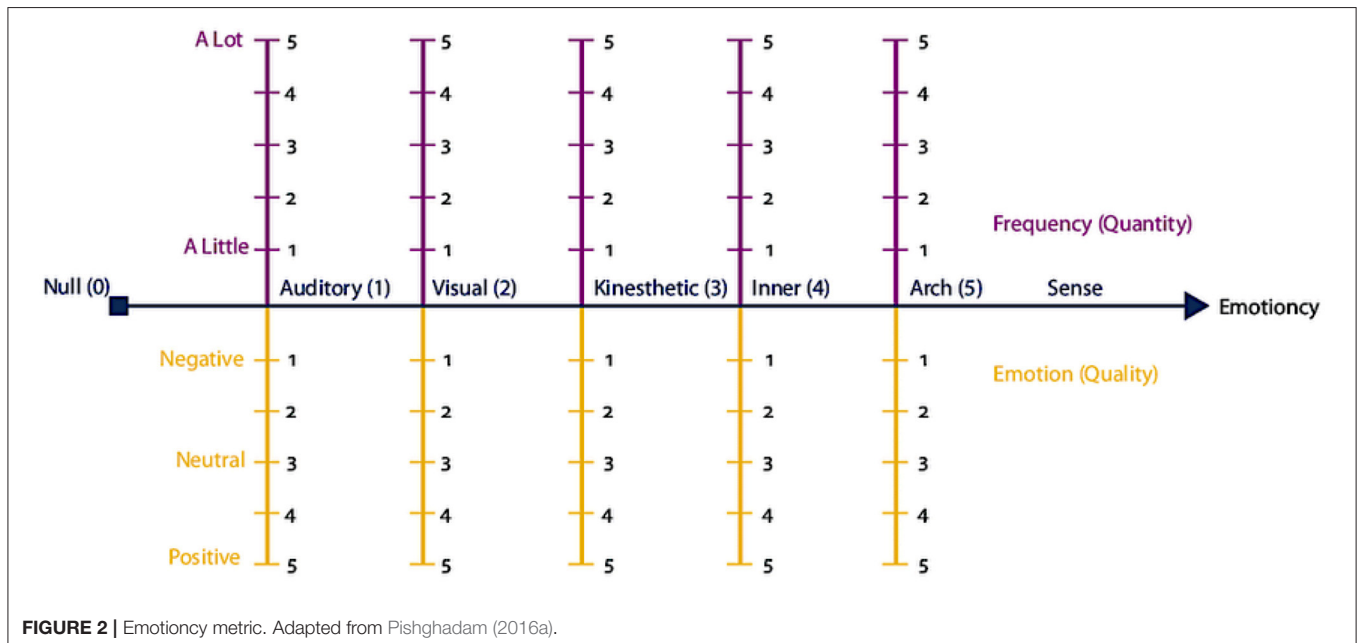 A Lot 5 5 5 5 5
4 4 4 4 4
3 3 3 3 3
2 2 2 2 2
A Little 1 1 1 1 1 Frequency (Quantity)
Null (0) Auditory (1) Visual (2) Kinesthetic (3) Inner (4) Arch (5) Sense
Emotioncy
Negative 1 1 1 1 1 Emotion (Quality)
2 2 2 2 2
Neutral 3 3 3 3 3
4 4 4 4 4
Positive 5 5 5 5 5
FIGURE 2 | Emotioncy metric. Adapted from Pishghadam (2016a).